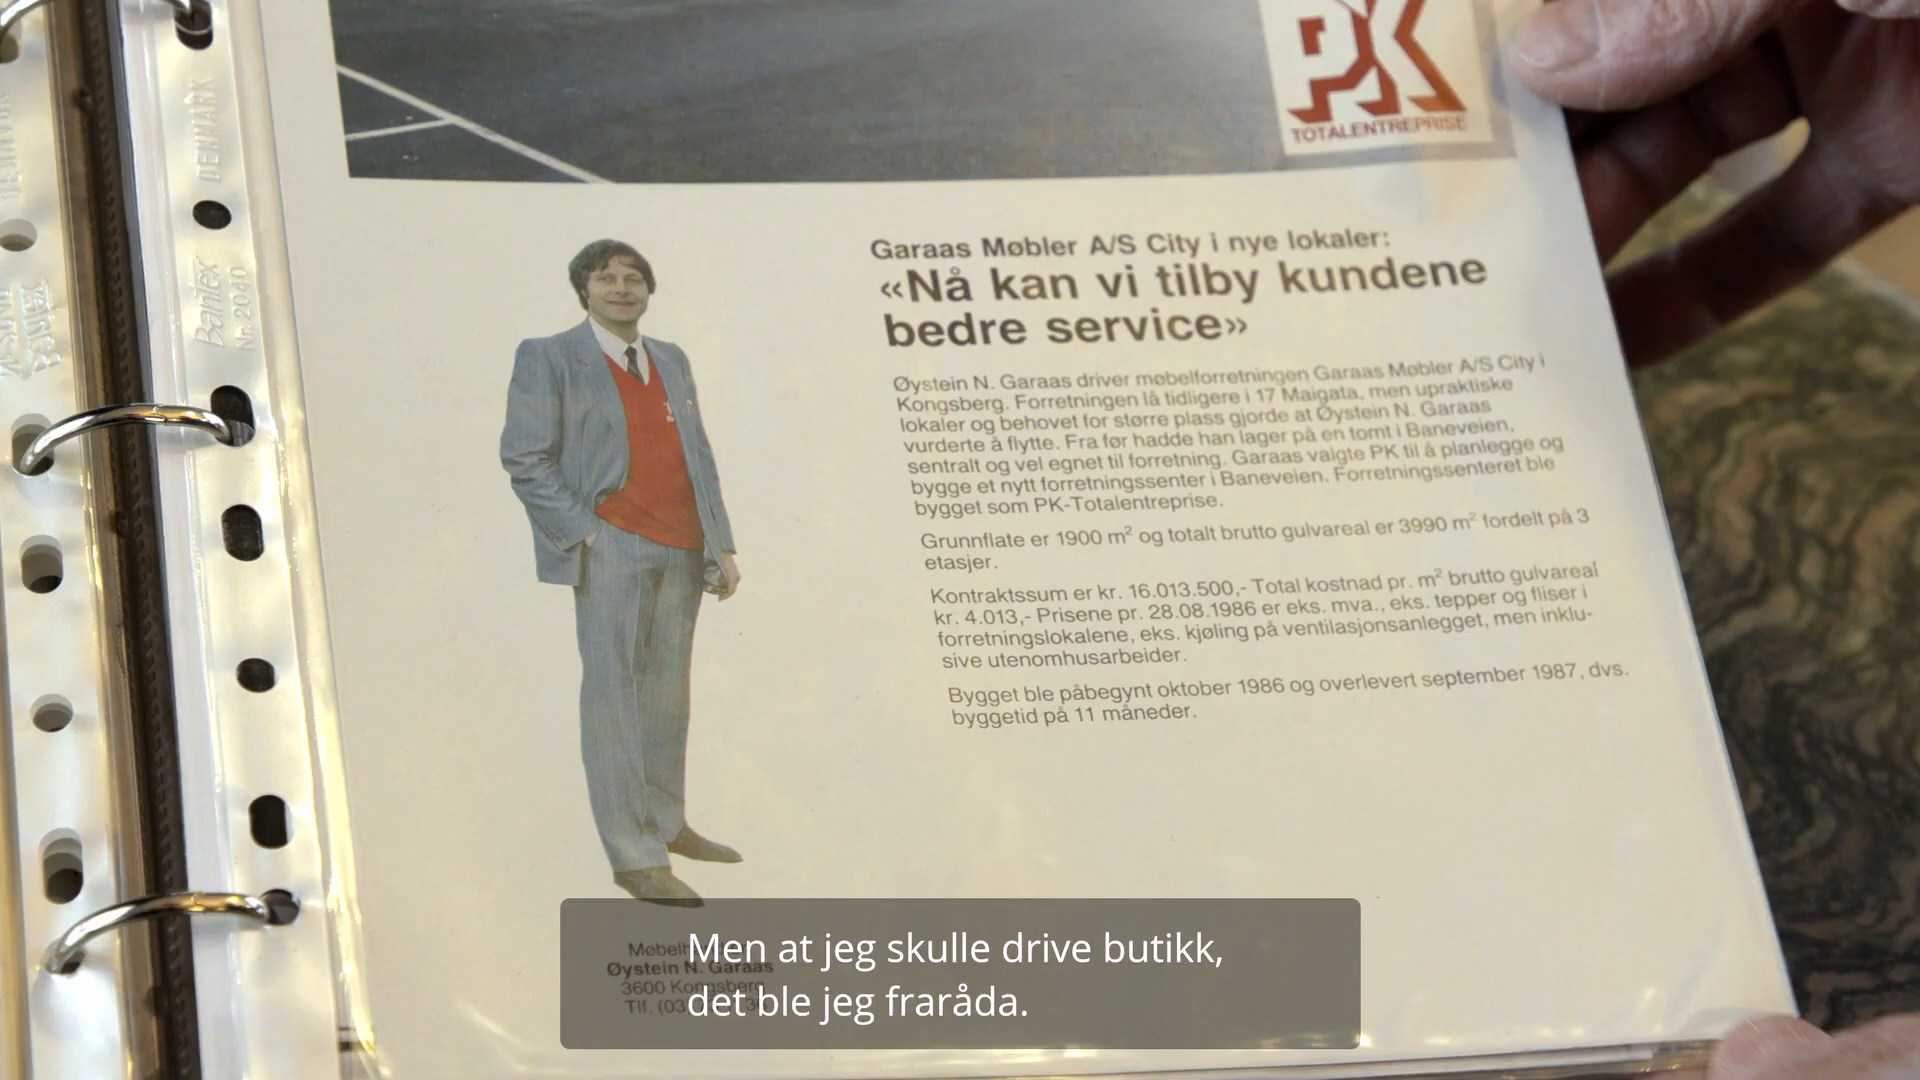 DENMARK
Bantex
Nr. 2040
PK
TOTALENTREPRISE
Garaas Møbler A/S City i nye lokaler:
«Nå kan vi tilby kundene
bedre service»
Øystein N. Garaas driver møbelforretningen Garaas Møbler A/S City i
Kongsberg. Forretningen lå tidligere i 17 Maigata, men upraktiske
lokaler og behovet for større plass gjorde at Øystein N. Garaas
vurderte å flytte. Fra før hadde han lager på en tomt i Baneveien,
sentralt og vel egnet til forretning. Garaas valgte PK til å planlegge og
bygge et nytt forretningssenter i Baneveien. Forretningssenteret ble
bygget som PK-Totalentreprise.
Grunnflate er 1900 m² og totalt brutto gulvareal er 3990 m² fordelt på 3
etasjer.
Kontraktssum er kr. 16.013.500,- Total kostnad pr. m² brutto gulvareal
kr. 4.013,- Prisene pr. 28.08.1986 er eks. mva., eks. tepper og fliser i
forretningslokalene, eks. kjøling på ventilasjonsanlegget, men inklu-
sive utenomhusarbeider.
Bygget ble påbegynt oktober 1986 og overlevert september 1987, dvs.
byggetid på 11 måneder.
Øystein N. Garaas
3600 Kongsberg
Tlf. (03
Men at jeg skulle drive butikk,
det ble jeg fraråda.